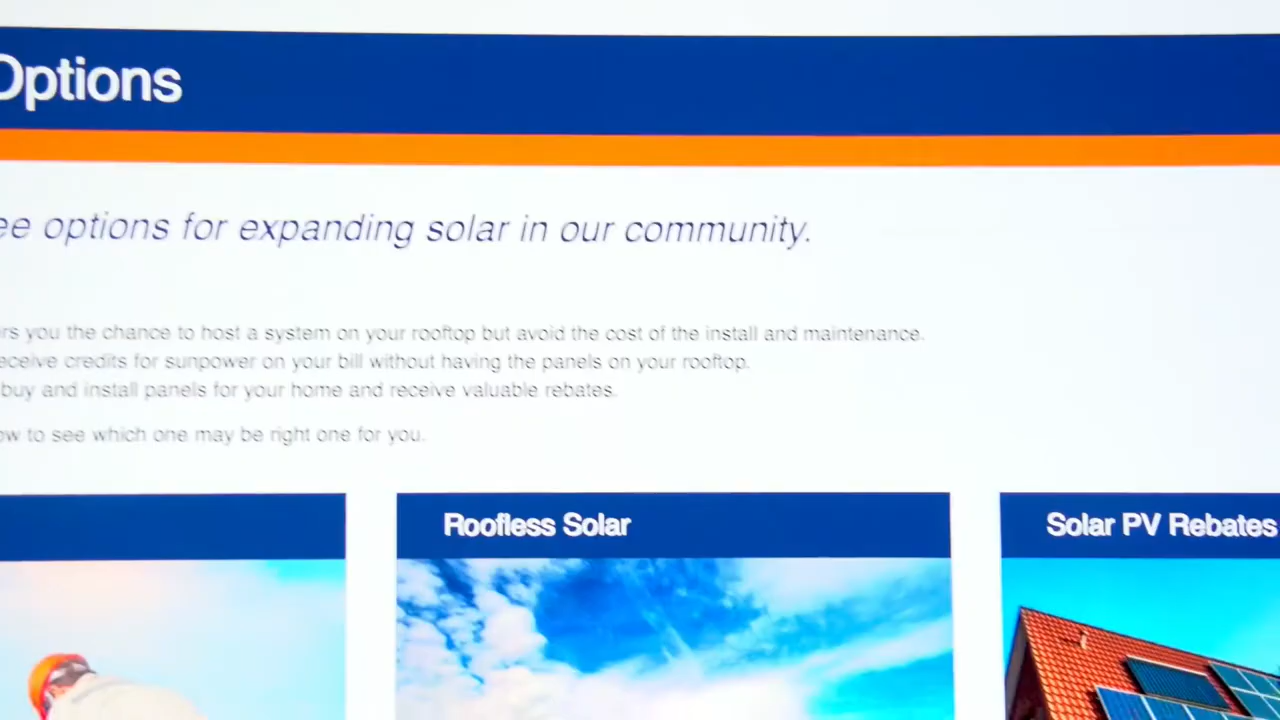 Options
ee options for expanding solar in our community.
rs you the chance to host a system on your rooftop but avoid the cost of the install and maintenance.
eceive credits for sunpower on your bill without having the panels on your rooftop.
buy and install panels for your home and receive valuable rebates.
ow to see which one may be right one for you.
Roofless Solar
Solar PV Rebates